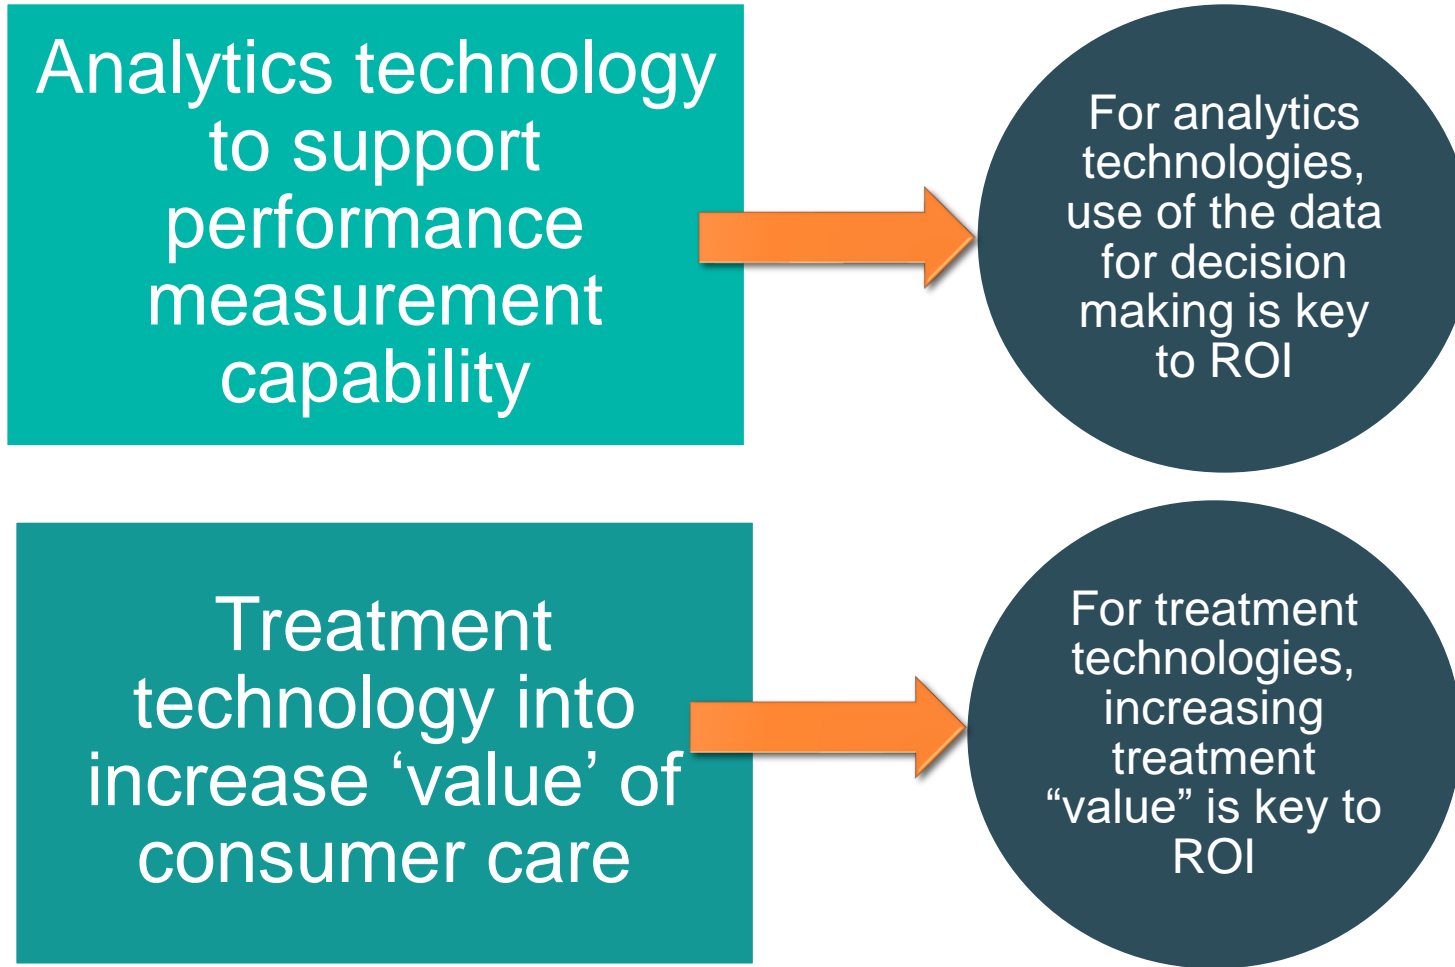 Analytics technology
to support
performance
measurement
capability
For analytics
technologies,
use of the data
for decision
making is key
to ROI
Treatment
technology into
increase ‘value’ of
consumer care
For treatment
technologies,
increasing
treatment
“value” is key to
ROI